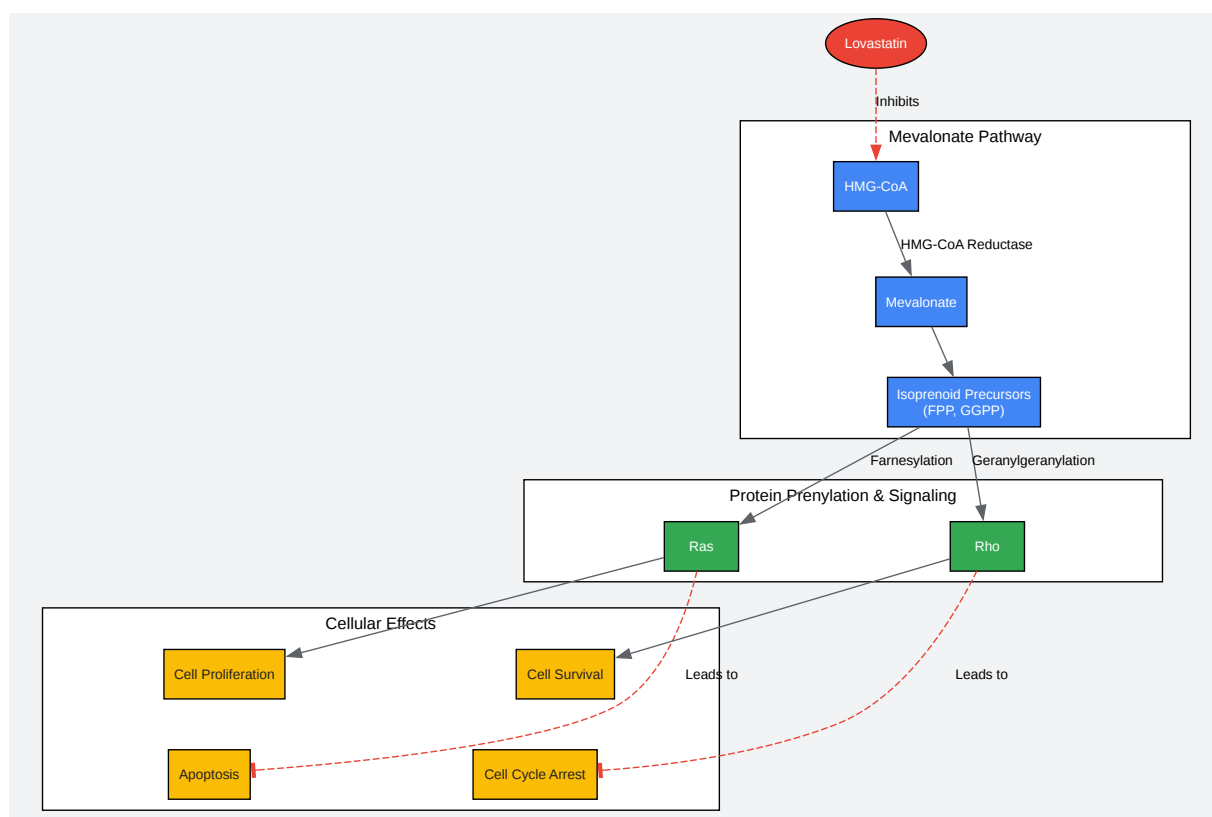 Lovastatin
Inhibits
Mevalonate Pathway
HMG-CoA
HMG-CoA Reductase
Mevalonate
Isoprenoid Precursors
(FPP, GGPP)
Farnesylation
Geranylgeranylation
Protein Prenylation & Signaling
Ras
Rho
Cellular Effects
Cell Proliferation
Cell Survival
Leads to
Leads to
Apoptosis
Cell Cycle Arrest